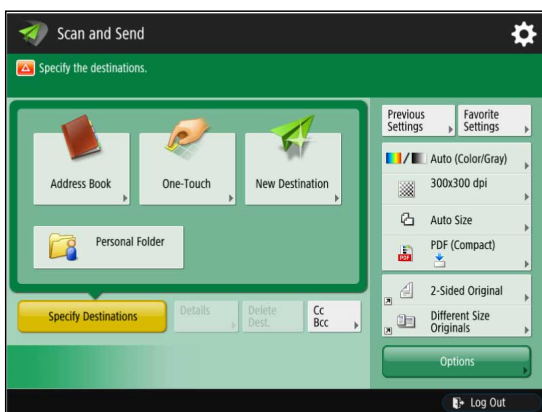 Scan and Send
Specify the destinations.
Address Book
One-Touch
New Destination
Personal Folder
Specify Destinations
Details
Delete
Dest.
Cc
Bcc
Previous
Settings
Favorite
Settings
Auto (Color/Gray)
300x300 dpi
Auto Size
PDF
PDF (Compact)
2-Sided Original
Different Size
Originals
Options
Log Out